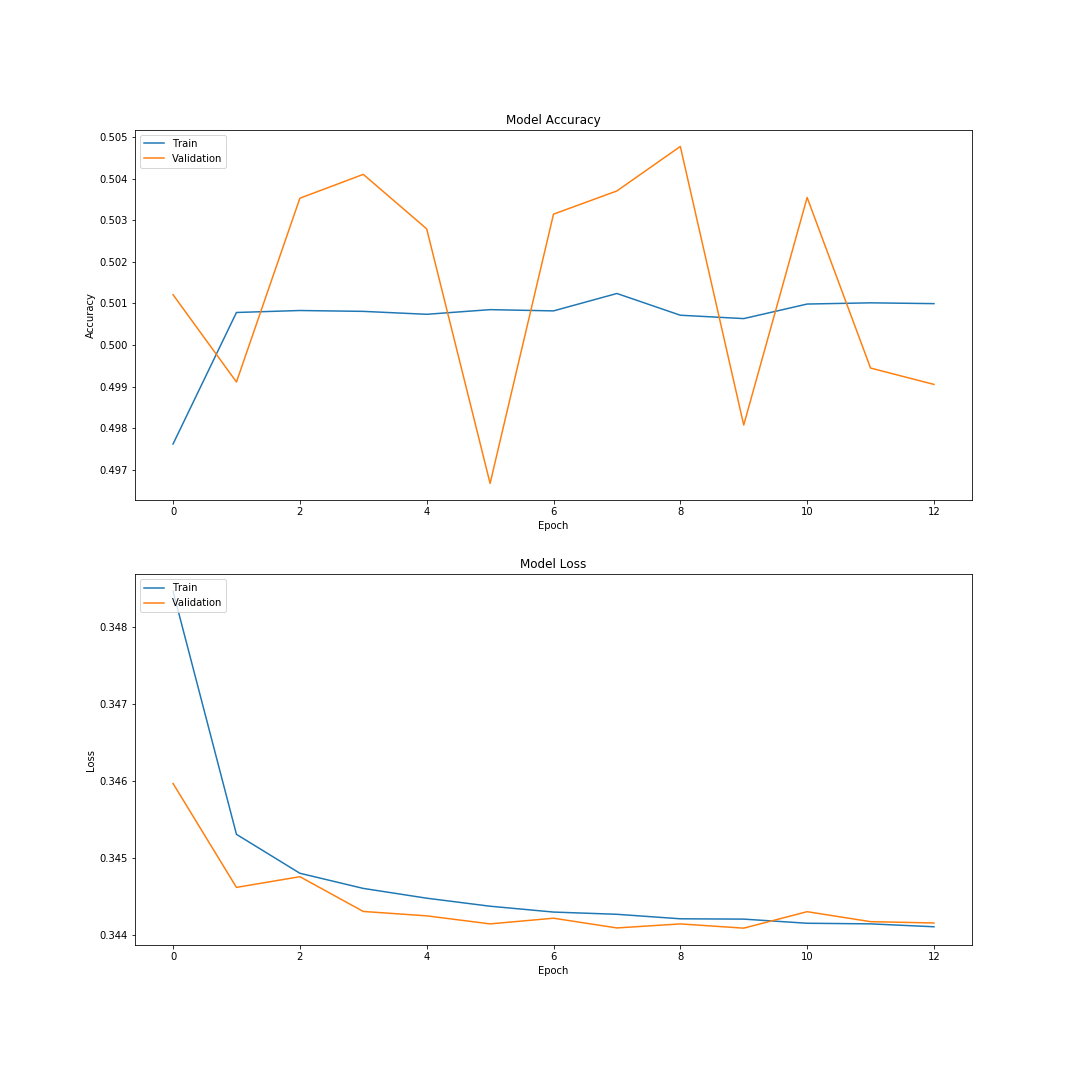 Model Accuracy
Train
Validation
0.505
0.504
0.503
0.502
0.501
0.500
0.499
0.498
0.497
Accuracy
0 2 4 6 8 10 12
Epoch
Model Loss
Train
Validation
0.348
0.347
0.346
0.345
0.344
Loss
0 2 4 6 8 10 12
Epoch